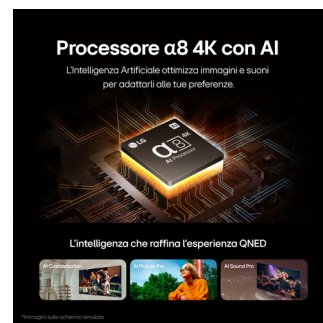 Processore α8 4K con AI
L'Intelligenza Artificiale ottimizza immagini e suoni
per adattarli alle tue preferenze.
LG
α8 4K
AI Processor
L'intelligenza che raffina l'esperienza QNED
AI Customization
AI Picture Pro
AI Sound Pro
*Immagini sullo schermo simulate